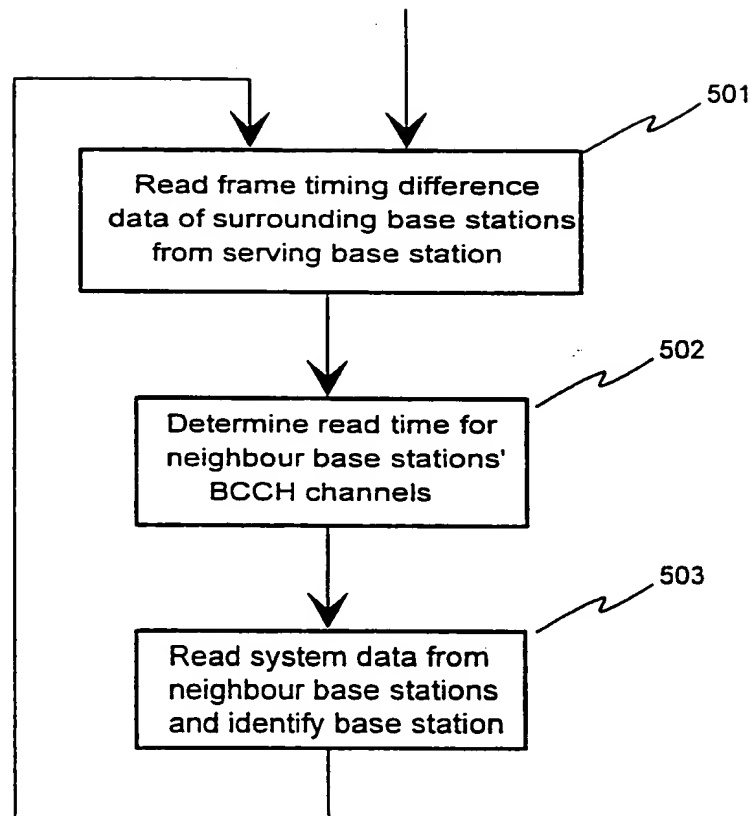 501
Read frame timing difference
data of surrounding base stations
from serving base station
502
Determine read time for
neighbour base stations'
BCCH channels
503
Read system data from
neighbour base stations
and identify base station